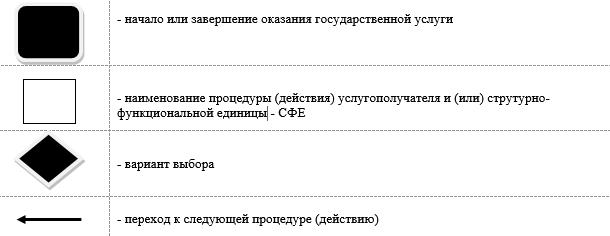 - начало или завершение оказания государственной услуги
- наименование процедуры (действия) услугополучателя и (или) струтурно-
функциональной единицы - СФЕ
- вариант выбора
- переход к следующей процедуре (действию)